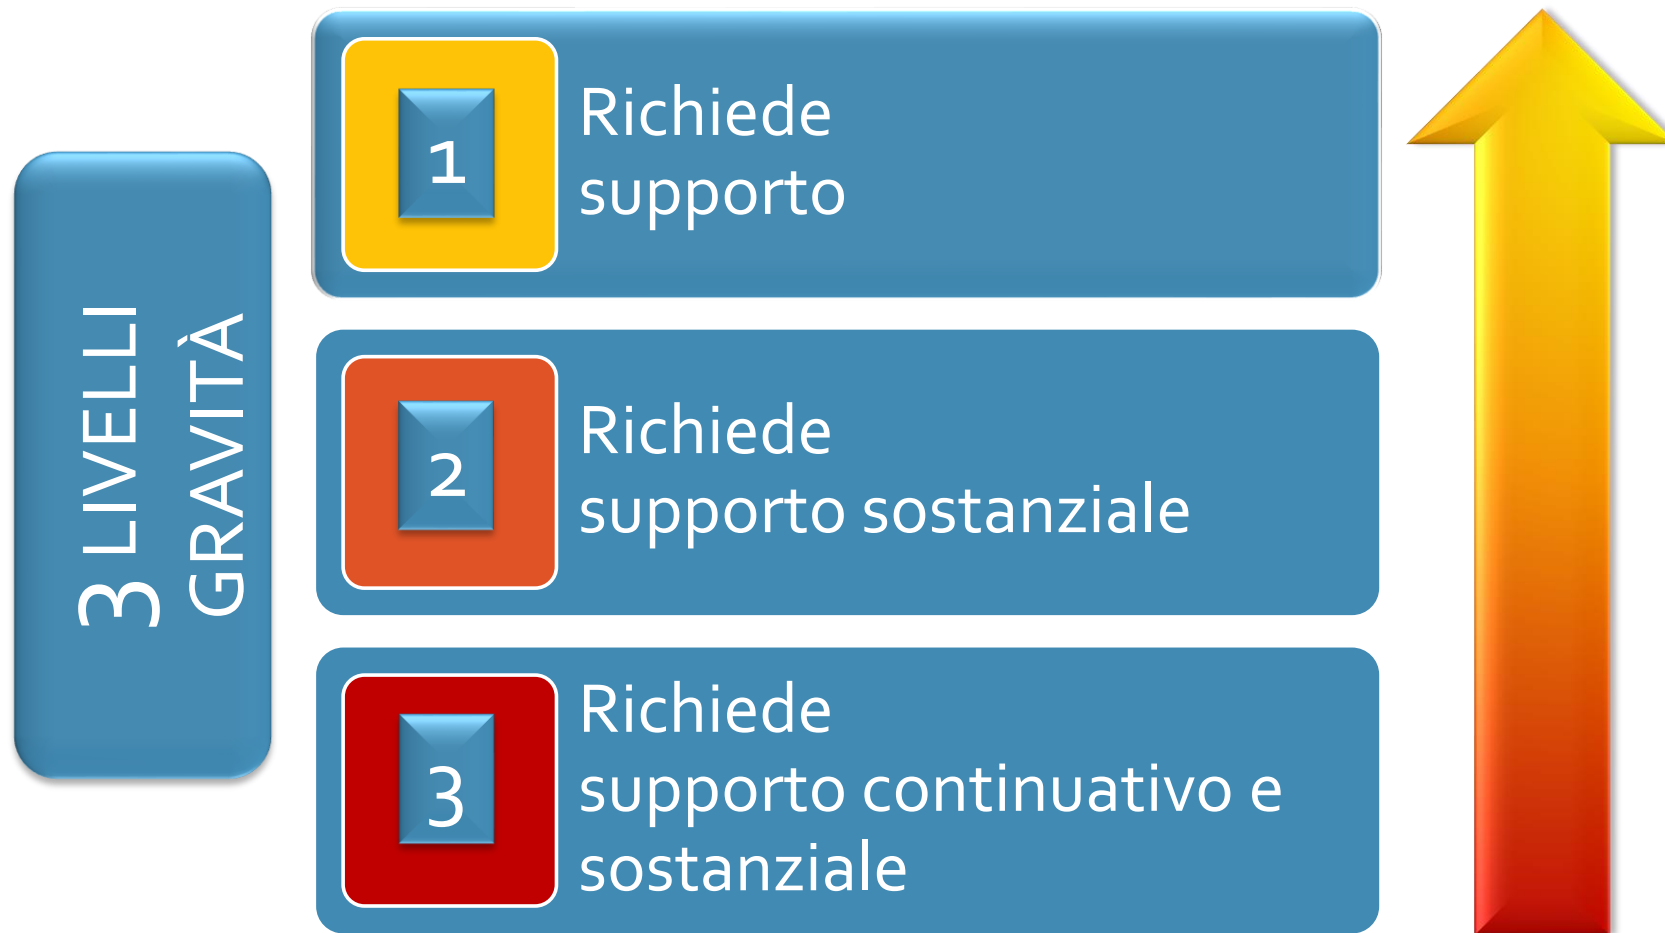 3 LIVELLI
GRAVITÀ
1
Richiede
supporto
2
Richiede
supporto sostanziale
3
Richiede
supporto continuativo e
sostanziale